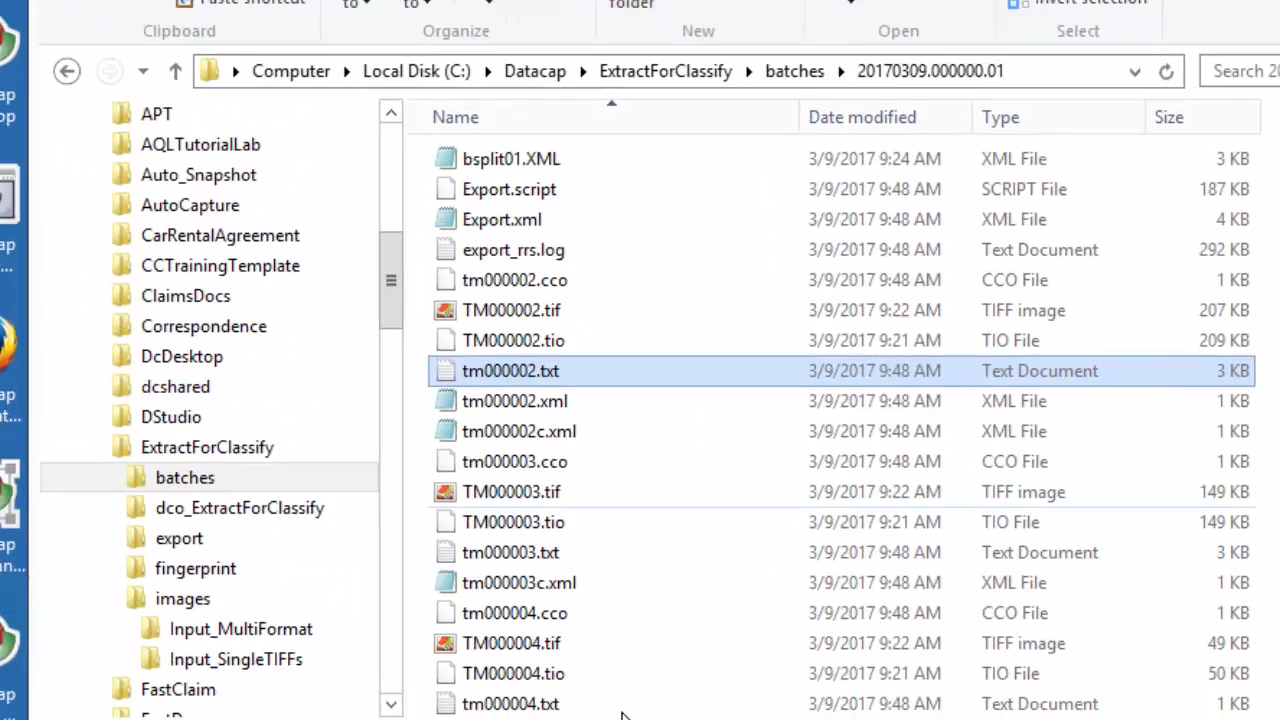 Paste shortcut
to to
folder
Invert selection
Clipboard Organize New Open Select
Computer Local Disk (C:) Datacap ExtractForClassify batches 20170309.000000.01 Search 20
APT
AQLTutorialLab
Auto_Snapshot
AutoCapture
CarRentalAgreement
CCTrainingTemplate
ClaimsDocs
Correspondence
DcDesktop
dcshared
DStudio
ExtractForClassify
batches
dco_ExtractForClassify
export
fingerprint
images
Input_MultiFormat
Input_SingleTIFFs
FastClaim
Name Date modified Type Size
bsplit01.XML 3/9/2017 9:24 AM XML File 3 KB
Export.script 3/9/2017 9:48 AM SCRIPT File 187 KB
Export.xml 3/9/2017 9:48 AM XML File 4 KB
export_rrs.log 3/9/2017 9:48 AM Text Document 292 KB
tm000002.cco 3/9/2017 9:48 AM CCO File 1 KB
TM000002.tif 3/9/2017 9:22 AM TIFF image 207 KB
TM000002.tio 3/9/2017 9:21 AM TIO File 209 KB
tm000002.txt 3/9/2017 9:48 AM Text Document 3 KB
tm000002.xml 3/9/2017 9:48 AM XML File 1 KB
tm000002c.xml 3/9/2017 9:48 AM XML File 1 KB
tm000003.cco 3/9/2017 9:48 AM CCO File 1 KB
TM000003.tif 3/9/2017 9:22 AM TIFF image 149 KB
TM000003.tio 3/9/2017 9:21 AM TIO File 149 KB
tm000003.txt 3/9/2017 9:48 AM Text Document 3 KB
tm000003c.xml 3/9/2017 9:48 AM XML File 1 KB
tm000004.cco 3/9/2017 9:48 AM CCO File 1 KB
TM000004.tif 3/9/2017 9:22 AM TIFF image 49 KB
TM000004.tio 3/9/2017 9:21 AM TIO File 50 KB
tm000004.txt 3/9/2017 9:48 AM Text Document 1 KB